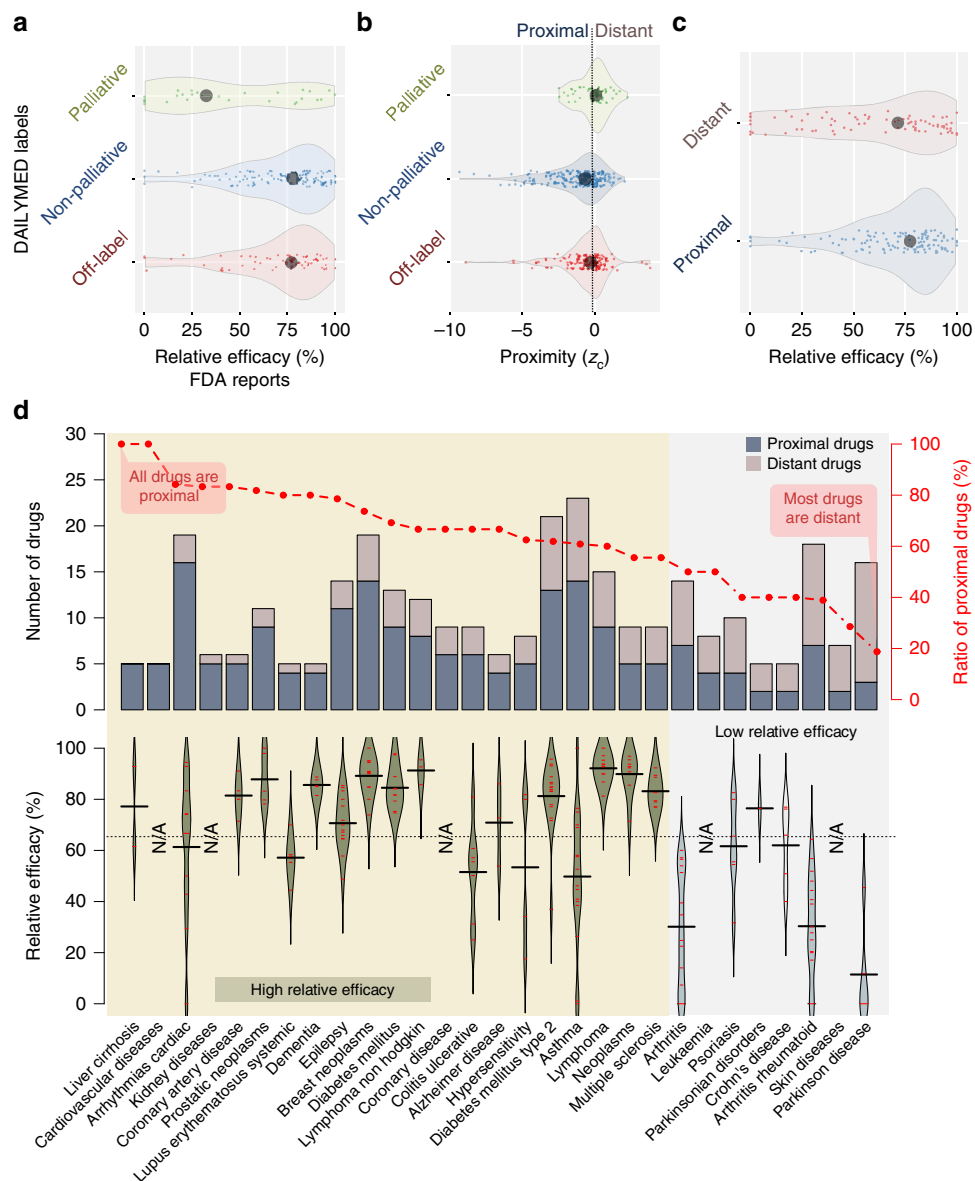 a
DAILYMED labels
Palliative
Non-palliative
Off-label
0 25 50 75 100
Relative efficacy (%)
FDA reports
b
Proximal Distant
Palliative
Non-palliative
Off-label
−10 −5 0
Proximity (zc)
c
Distant
Proximal
0 25 50 75 100
Relative efficacy (%)
d
Number of drugs
30
25
20
15
10
5
0
All drugs are
proximal
Proximal drugs
Distant drugs
Most drugs
are distant
100
80
60
40
20
0
Ratio of proximal drugs (%)
Relative efficacy (%)
100
80
60
40
20
0
Low relative efficacy
N/A
N/A
N/A
N/A
N/A
High relative efficacy
Liver cirrhosis
Cardiovascular diseases
Arrhythmias cardiac
Kidney diseases
Coronary artery disease
Prostatic neoplasms
Lupus erythematosus systemic
Dementia
Epilepsy
Breast neoplasms
Diabetes mellitus
Lymphoma non hodgkin
Coronary disease
Colitis ulcerative
Alzheimer disease
Hypersensitivity
Diabetes mellitus type 2
Asthma
Lymphoma
Neoplasms
Multiple sclerosis
Arthritis
Leukaemia
Psoriasis
Parkinsonian disorders
Crohn's disease
Arthritis rheumatoid
Skin diseases
Parkinson disease